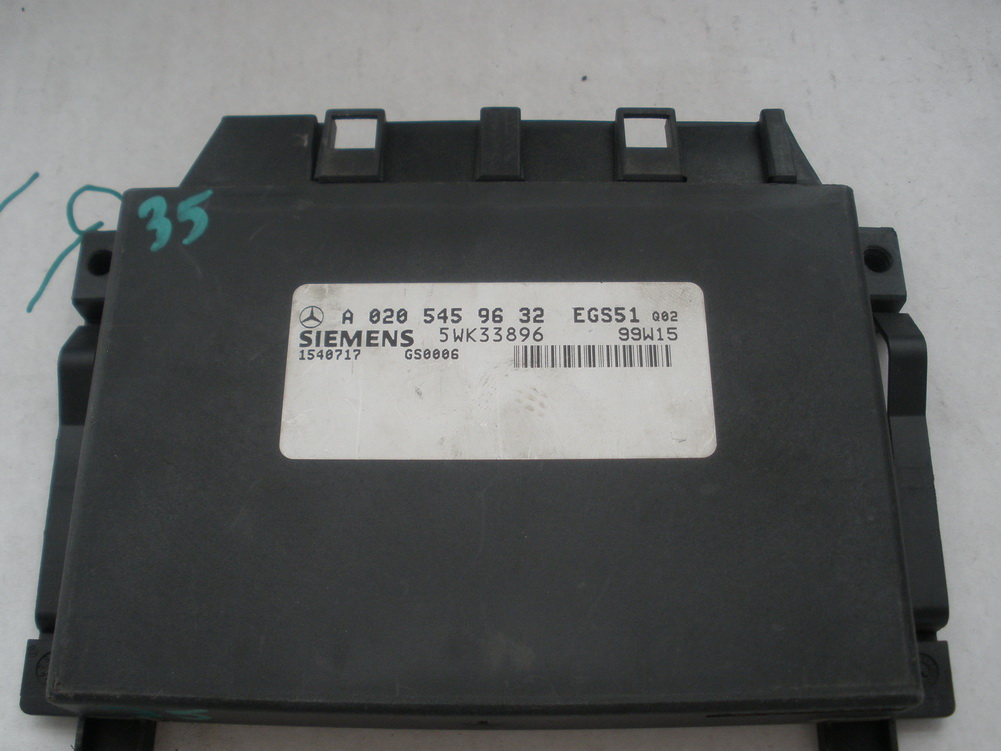 35
A 020 545 96 32 EGS51 Q02
SIEMENS 5WK33896 99W15
1540717 GS0006